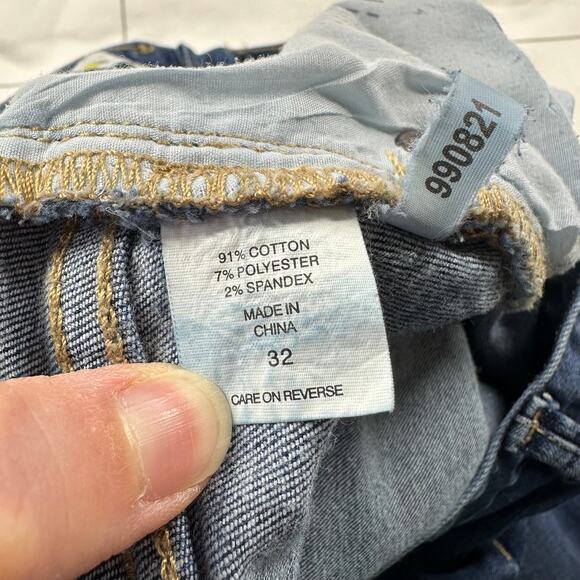 990821
91% COTTON
7% POLYESTER
2% SPANDEX
MADE IN
CHINA
32
CARE ON REVERSE